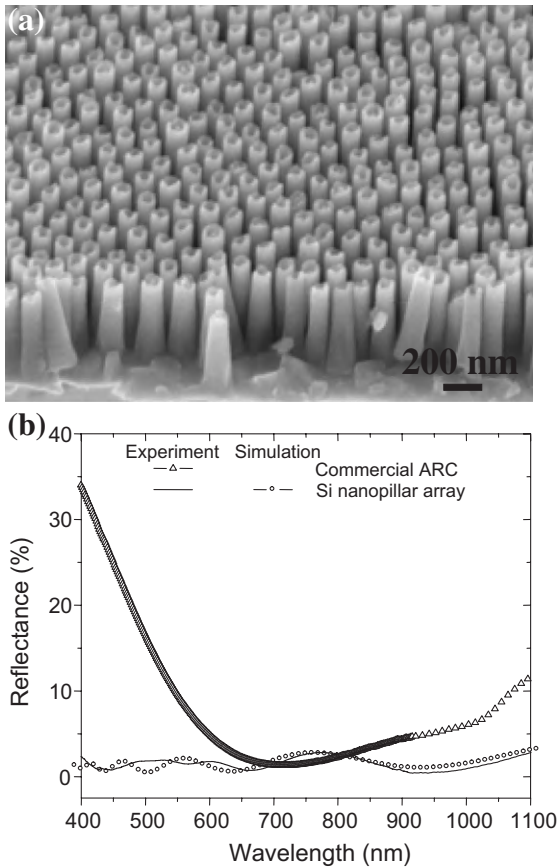 (a)
200 nm
(b)
Experiment Simulation
Commercial ARC
Si nanopillar array
Reflectance (%)
40
30
20
10
0
400 500 600 700 800 900 1000 1100
Wavelength (nm)